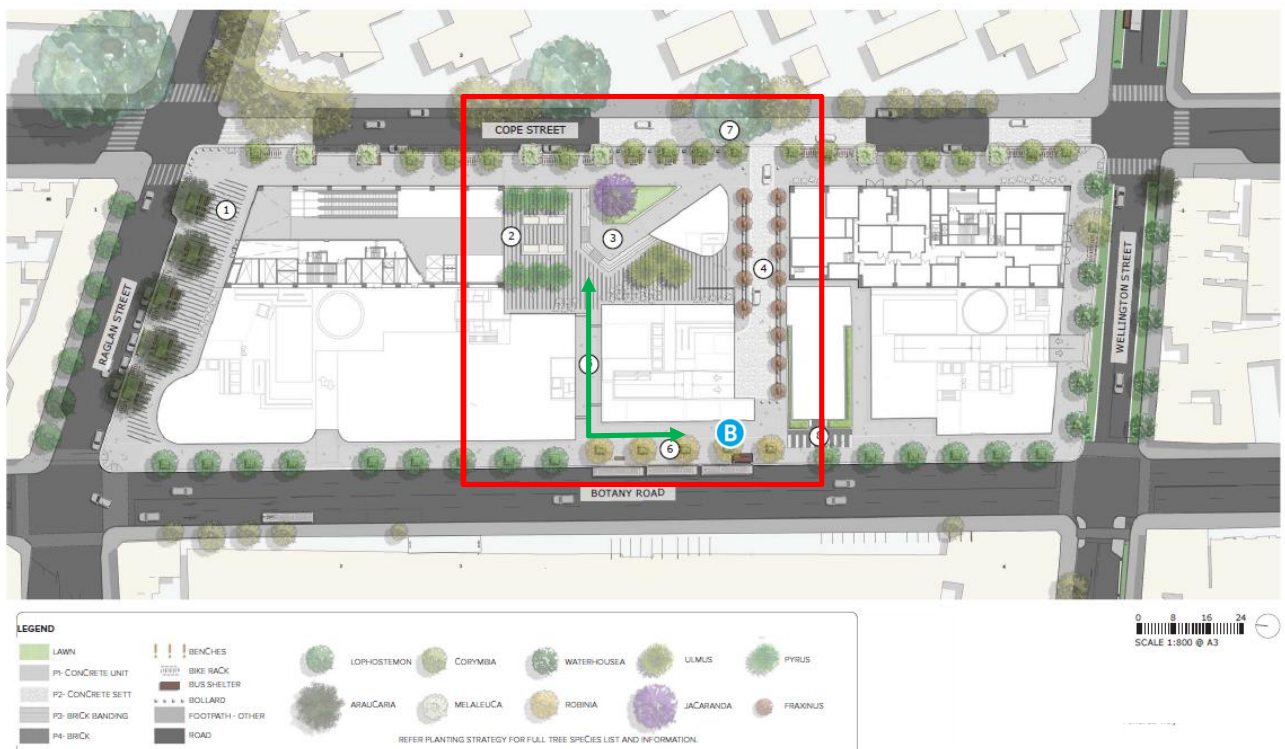 COPE STREET
7
1
2
3
4
RAGLAN STREET
WELLINGTON STREET
B
6
8
BOTANY ROAD
LEGEND
LAWN
P1- CONCRETE UNIT
P2- CONCRETE SETT
P3- BRICK BANDING
P4- BRICK
BENCHES
BIKE RACK
BUS SHELTER
BOLLARD
FOOTPATH - OTHER
ROAD
LOPHOSTEMON
CORYMBIA
WATERHOUSEA
ULMUS
PYRUS
ARAUCARIA
MELALEUCA
ROBINIA
JACARANDA
FRAXINUS
REFER PLANTING STRATEGY FOR FULL TREE SPECIES LIST AND INFORMATION.
0 8 16 24
SCALE 1:800 @ A3